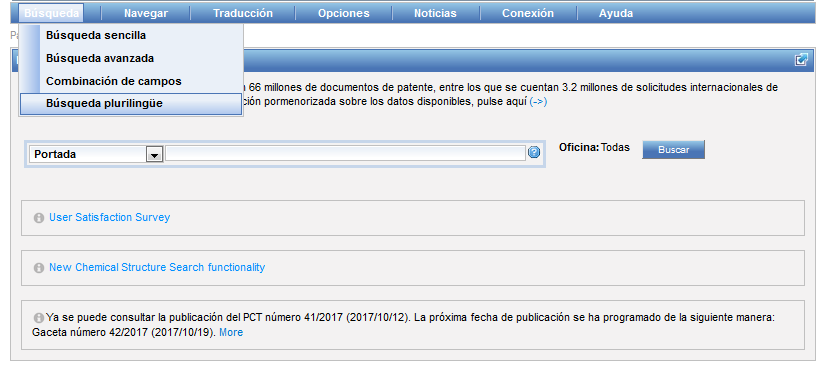 Búsqueda Navegar Traducción Opciones Noticias Conexión Ayuda
Búsqueda sencilla
Búsqueda avanzada
Combinación de campos
Búsqueda plurilingüe
66 millones de documentos de patente, entre los que se cuentan 3.2 millones de solicitudes internacionales de
ción pormenorizada sobre los datos disponibles, pulse aquí (->)
Portada
Oficina: Todas Buscar
User Satisfaction Survey
New Chemical Structure Search functionality
Ya se puede consultar la publicación del PCT número 41/2017 (2017/10/12). La próxima fecha de publicación se ha programado de la siguiente manera:
Gaceta número 42/2017 (2017/10/19). More